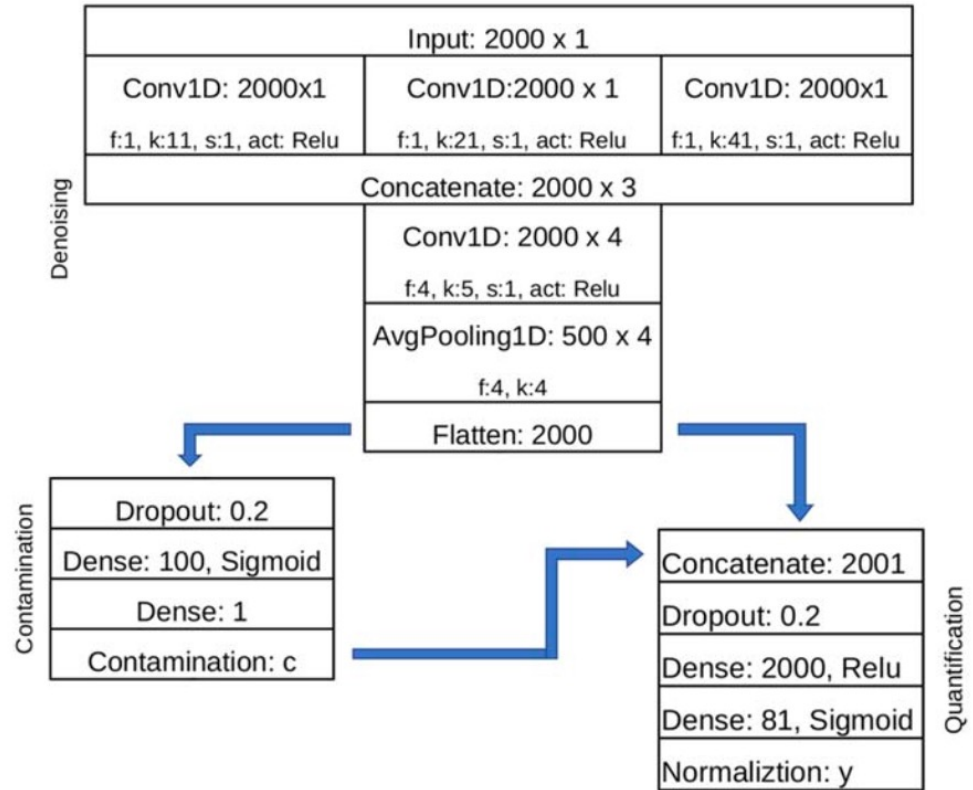 Input: 2000 x 1
Conv1D: 2000x1
f:1, k:11, s:1, act: Relu
Conv1D:2000 x 1
f:1, k:21, s:1, act: Relu
Conv1D: 2000x1
f:1, k:41, s:1, act: Relu
Concatenate: 2000 x 3
Denoising
Conv1D: 2000 x 4
f:4, k:5, s:1, act: Relu
AvgPooling1D: 500 x 4
f:4, k:4
Flatten: 2000
Contamination
Dropout: 0.2
Dense: 100, Sigmoid
Dense: 1
Contamination: c
Concatenate: 2001
Dropout: 0.2
Dense: 2000, Relu
Dense: 81, Sigmoid
Normaliztion: y
Quantification